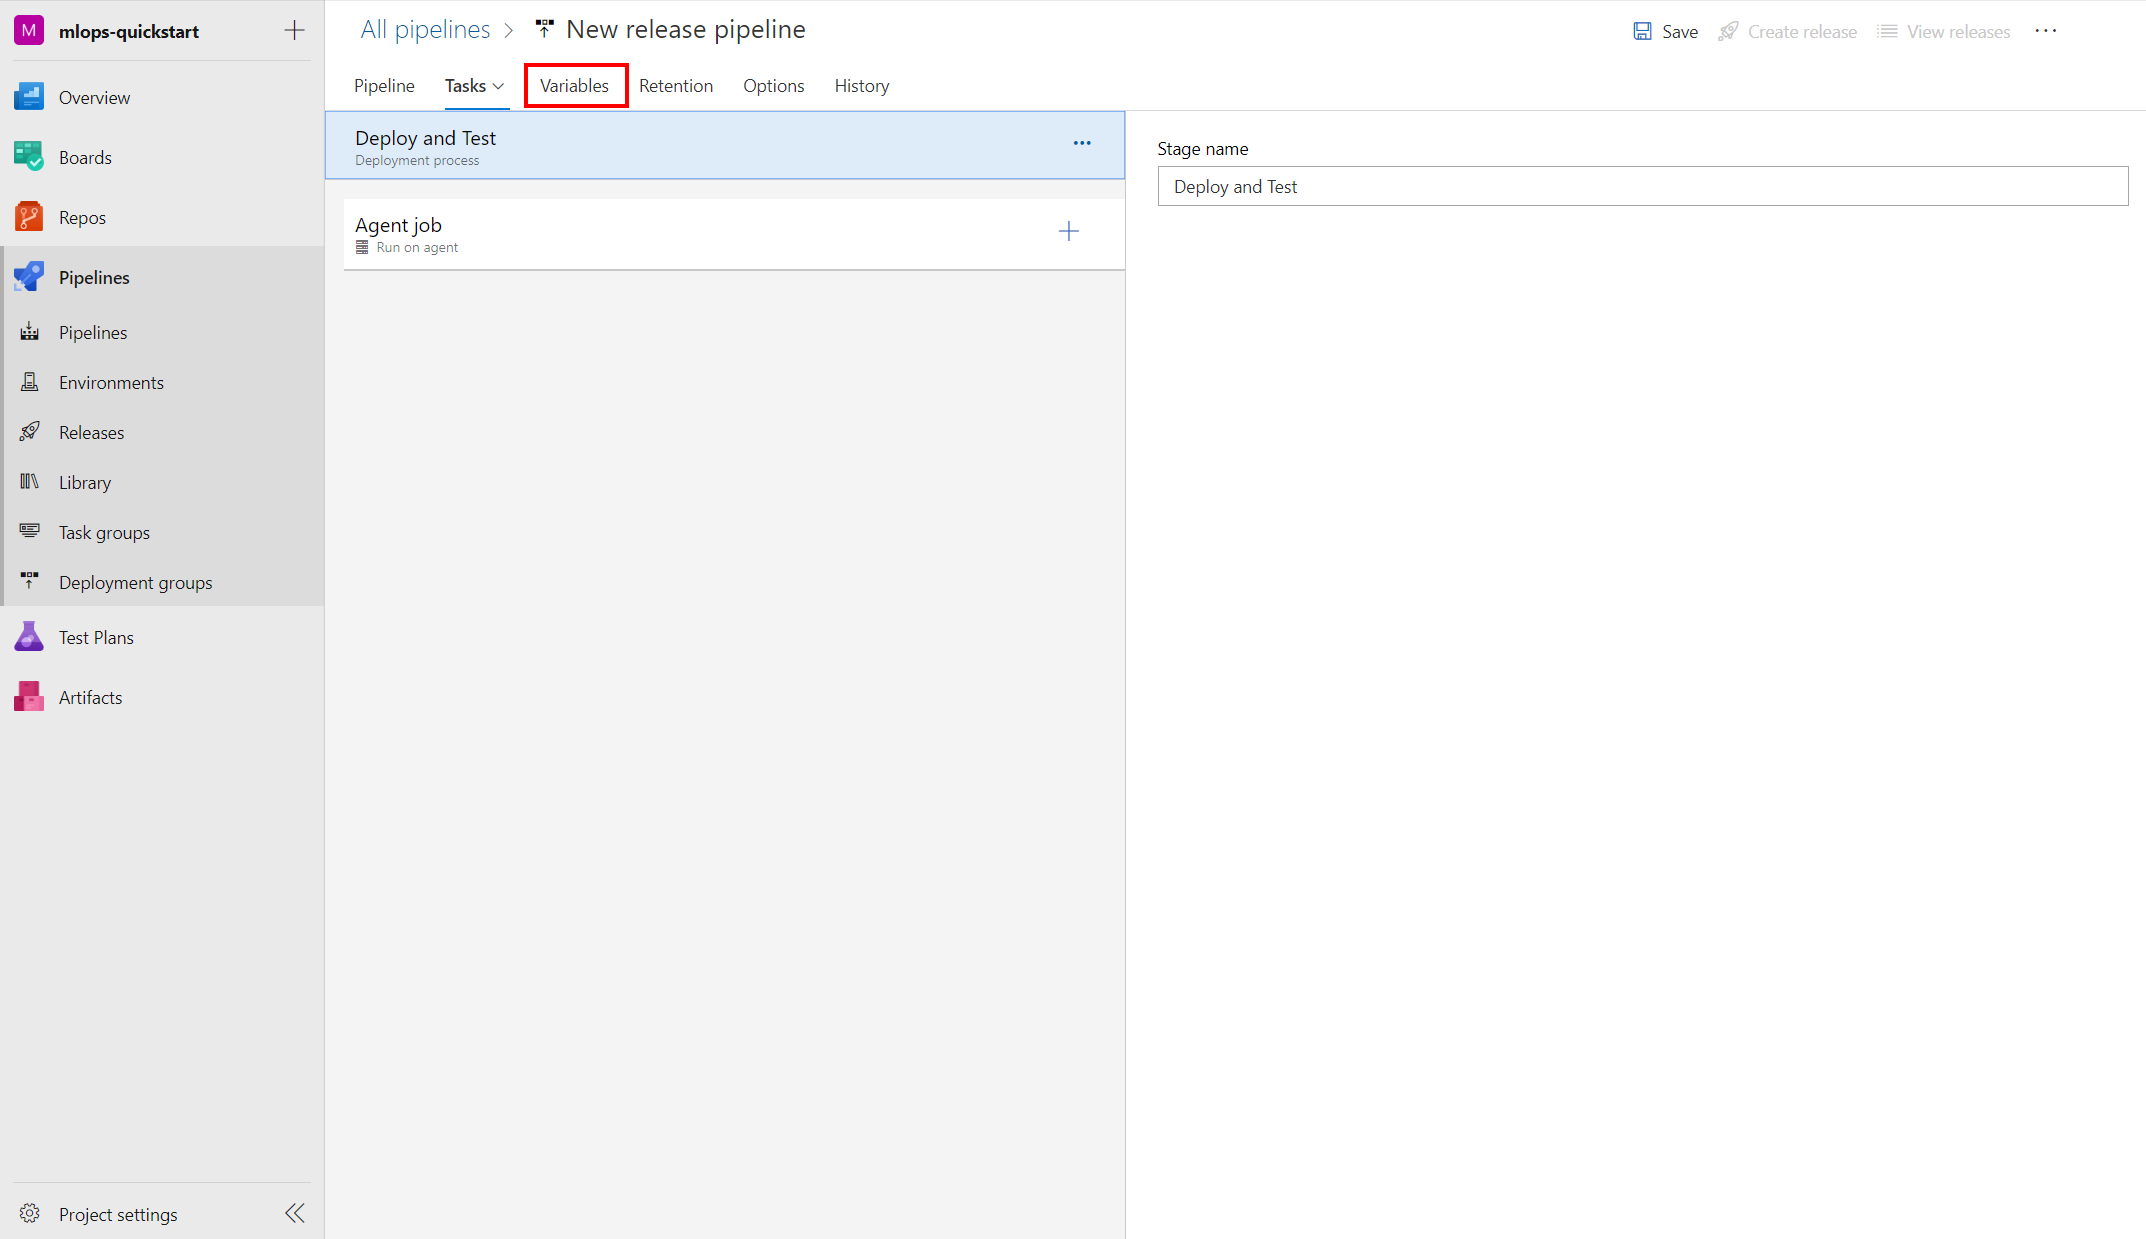 M mlops-quickstart
Overview
Boards
Repos
Pipelines
Pipelines
Environments
Releases
Library
Task groups
Deployment groups
Test Plans
Artifacts
Project settings
All pipelines > New release pipeline
Save Create release View releases ...
Pipeline Tasks Variables Retention Options History
Deploy and Test
Deployment process
Agent job
Run on agent
Stage name
Deploy and Test